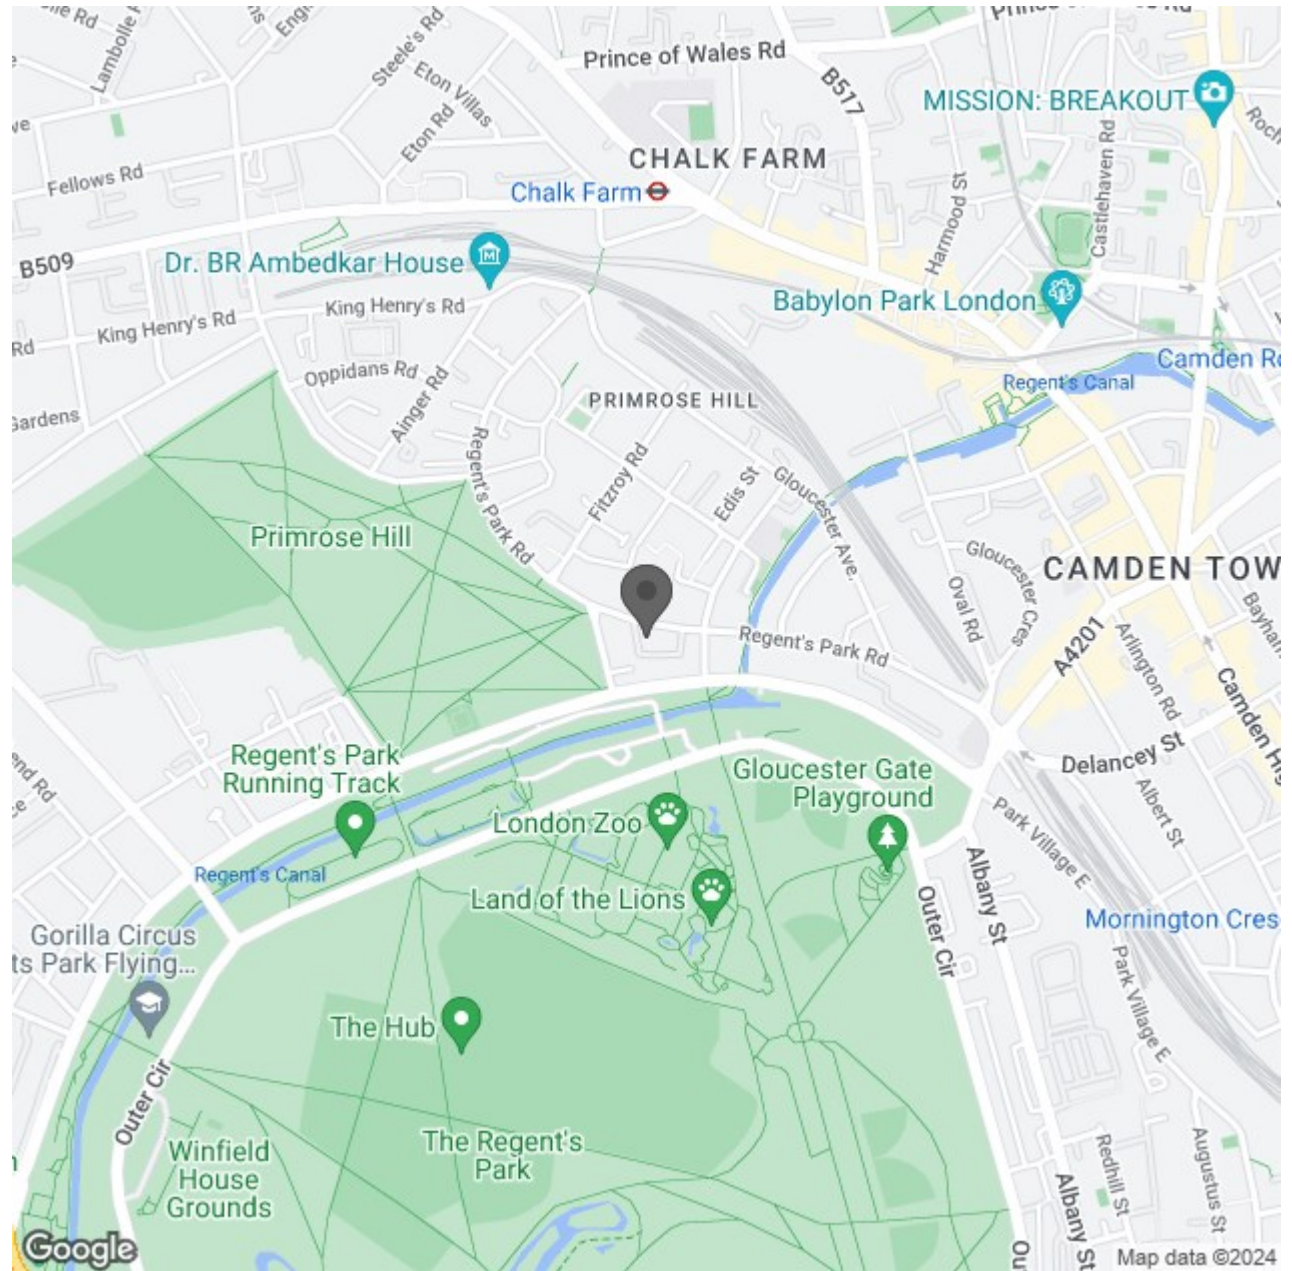 Lambolle
Steele's Rd
Prince of Wales Rd
Eton Villas
B517
MISSION: BREAKOUT
Eton Rd
CHALK FARM
Castlehaven Rd
Fellows Rd
Chalk Farm
Harmood St
B509
Dr. BR Ambedkar House
Babylon Park London
King Henry's Rd
King Henry's Rd
Rd
Camden
Oppidans Rd
Regent's Canal
Ainger Rd
PRIMROSE HILL
Regent's Park Rd
Fitzroy Rd
Edis St
Gloucester Ave.
Primrose Hill
Gloucester Cres
CAMDEN TOW
Oval Rd
Regent's Park Rd
A4201
Arlington Rd
Camden
Delancey St
Regent's Park
Running Track
Gloucester Gate
Playground
London Zoo
Park Village E
Albert St
Regent's Canal
Land of the Lions
Albany St
Outer Cir
Mornington Cres
Gorilla Circus
ts Park Flying...
The Hub
Park Village E
Outer Cir
The Regent's
Park
Winfield
House
Grounds
Redhill St
Augustus St
Albany St
Google
Map data ©2024